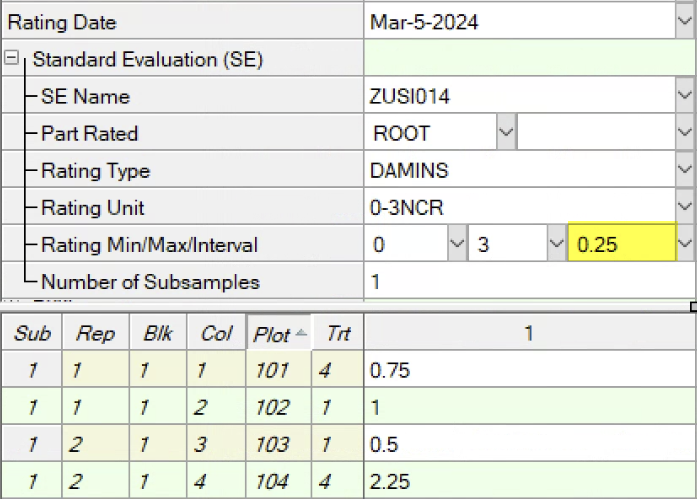 Rating Date Mar-5-2024
Standard Evaluation (SE)
SE Name ZUSI014
Part Rated ROOT
Rating Type DAMINS
Rating Unit 0-3NCR
Rating Min/Max/Interval 0 3 0.25
Number of Subsamples 1
Sub Rep Blk Col Plot Trt 1
1 1 1 1 101 4 0.75
1 1 1 2 102 1 1
1 2 1 3 103 1 0.5
1 2 1 4 104 4 2.25